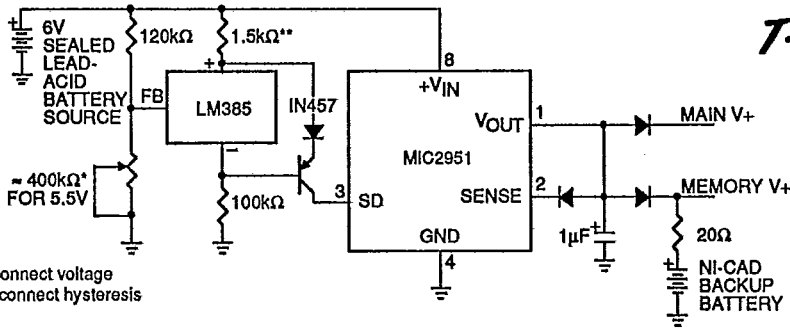 6V
SEALED
LEAD-
ACID
BATTERY
SOURCE
120kΩ
1.5kΩ**
FB
+
LM385
–
IN457
≈ 400kΩ*
FOR 5.5V
100kΩ
3
SD
8
+VIN
VOUT
1
MIC2951
SENSE
2
GND
4
MAIN V+
MEMORY V+
1µF
+
20Ω
+
NI-CAD
BACKUP
BATTERY
onnect voltage
connect hysteresis